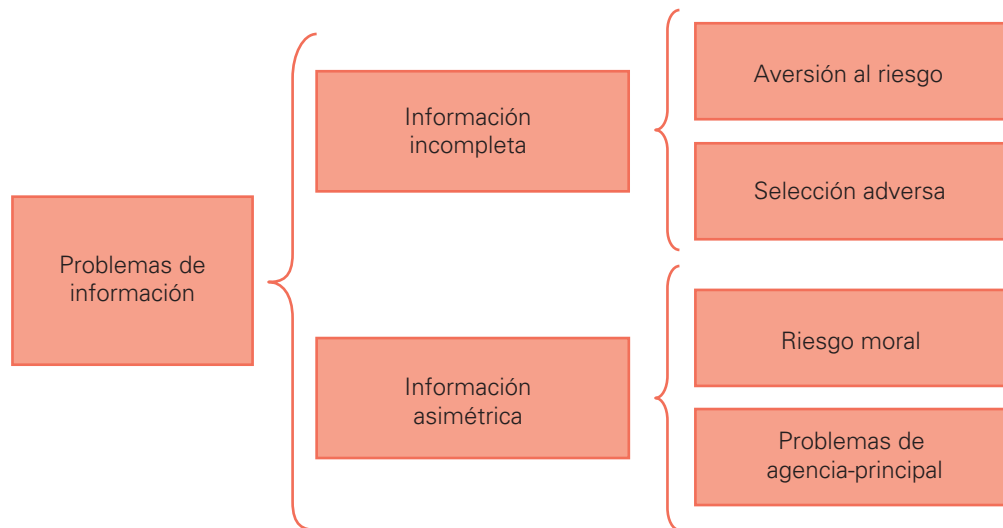 Problemas de
información
Información
incompleta
Aversión al riesgo
Selección adversa
Información
asimétrica
Riesgo moral
Problemas de
agencia-principal